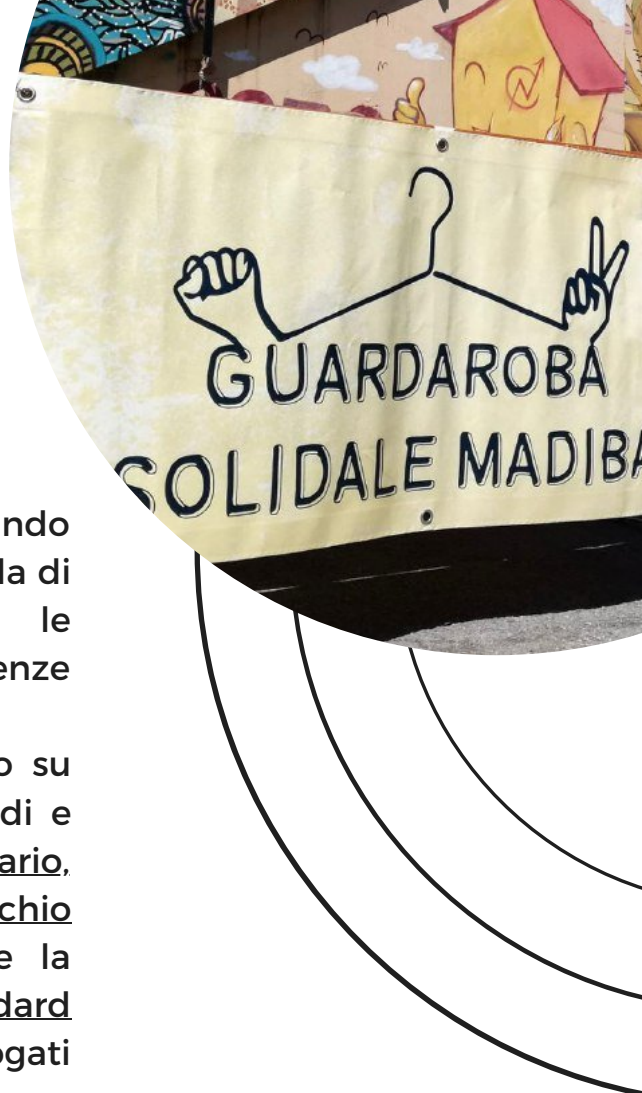 GUARDAROBA
SOLIDALE MADIBA
ndo
la di
le
enze
o su
di e
ario,
chio
e la
dard
ogati